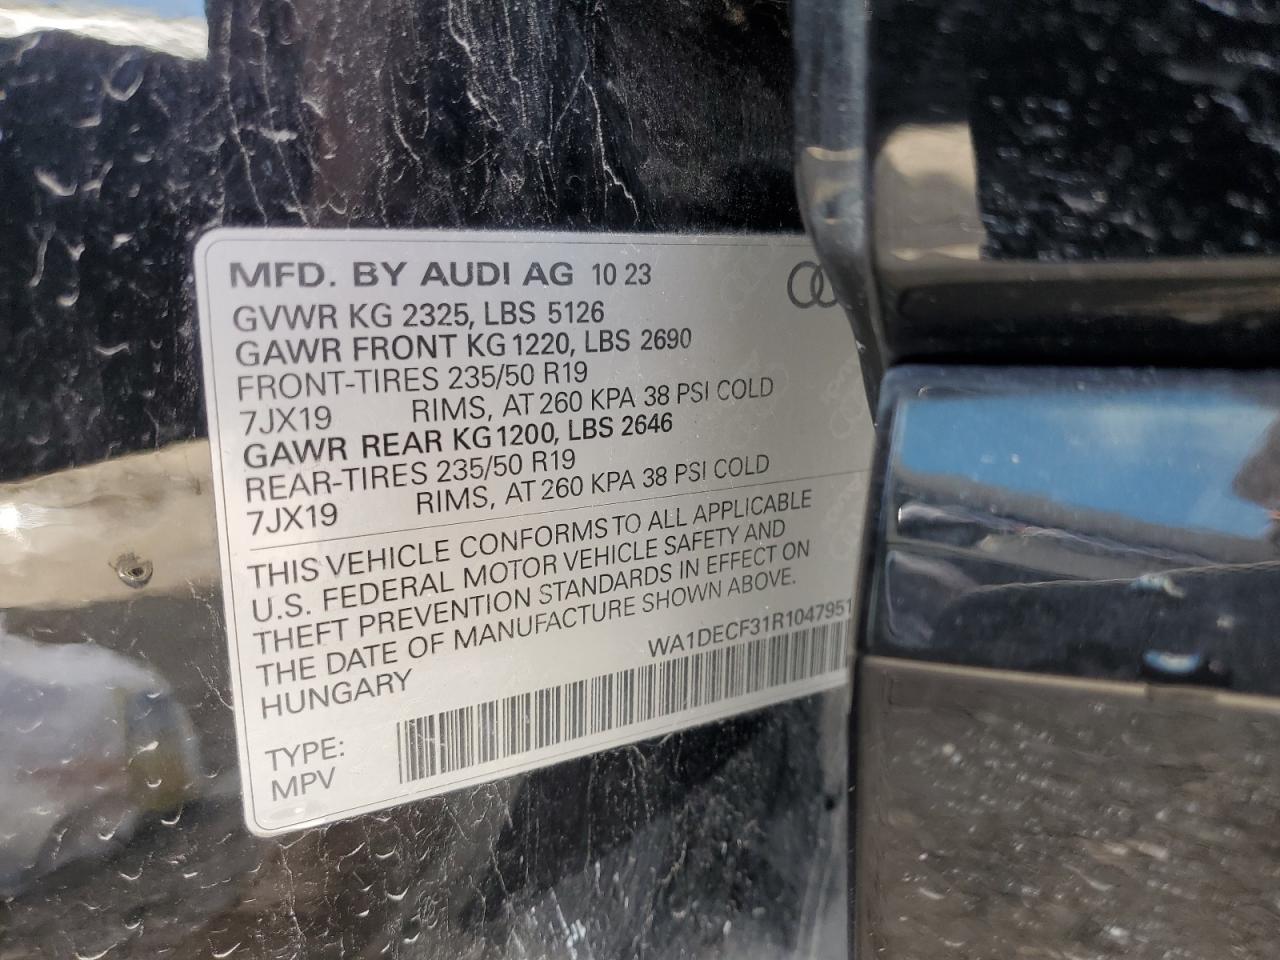 MFD. BY AUDI AG 10 23
GVWR KG 2325, LBS 5126
GAWR FRONT KG 1220, LBS 2690
FRONT-TIRES 235/50 R19
7JX19 RIMS, AT 260 KPA 38 PSI COLD
GAWR REAR KG 1200, LBS 2646
REAR-TIRES 235/50 R19
7JX19 RIMS, AT 260 KPA 38 PSI COLD
THIS VEHICLE CONFORMS TO ALL APPLICABLE
U.S. FEDERAL MOTOR VEHICLE SAFETY AND
THEFT PREVENTION STANDARDS IN EFFECT ON
THE DATE OF MANUFACTURE SHOWN ABOVE.
HUNGARY WA1DECF31R1047951
TYPE:
MPV